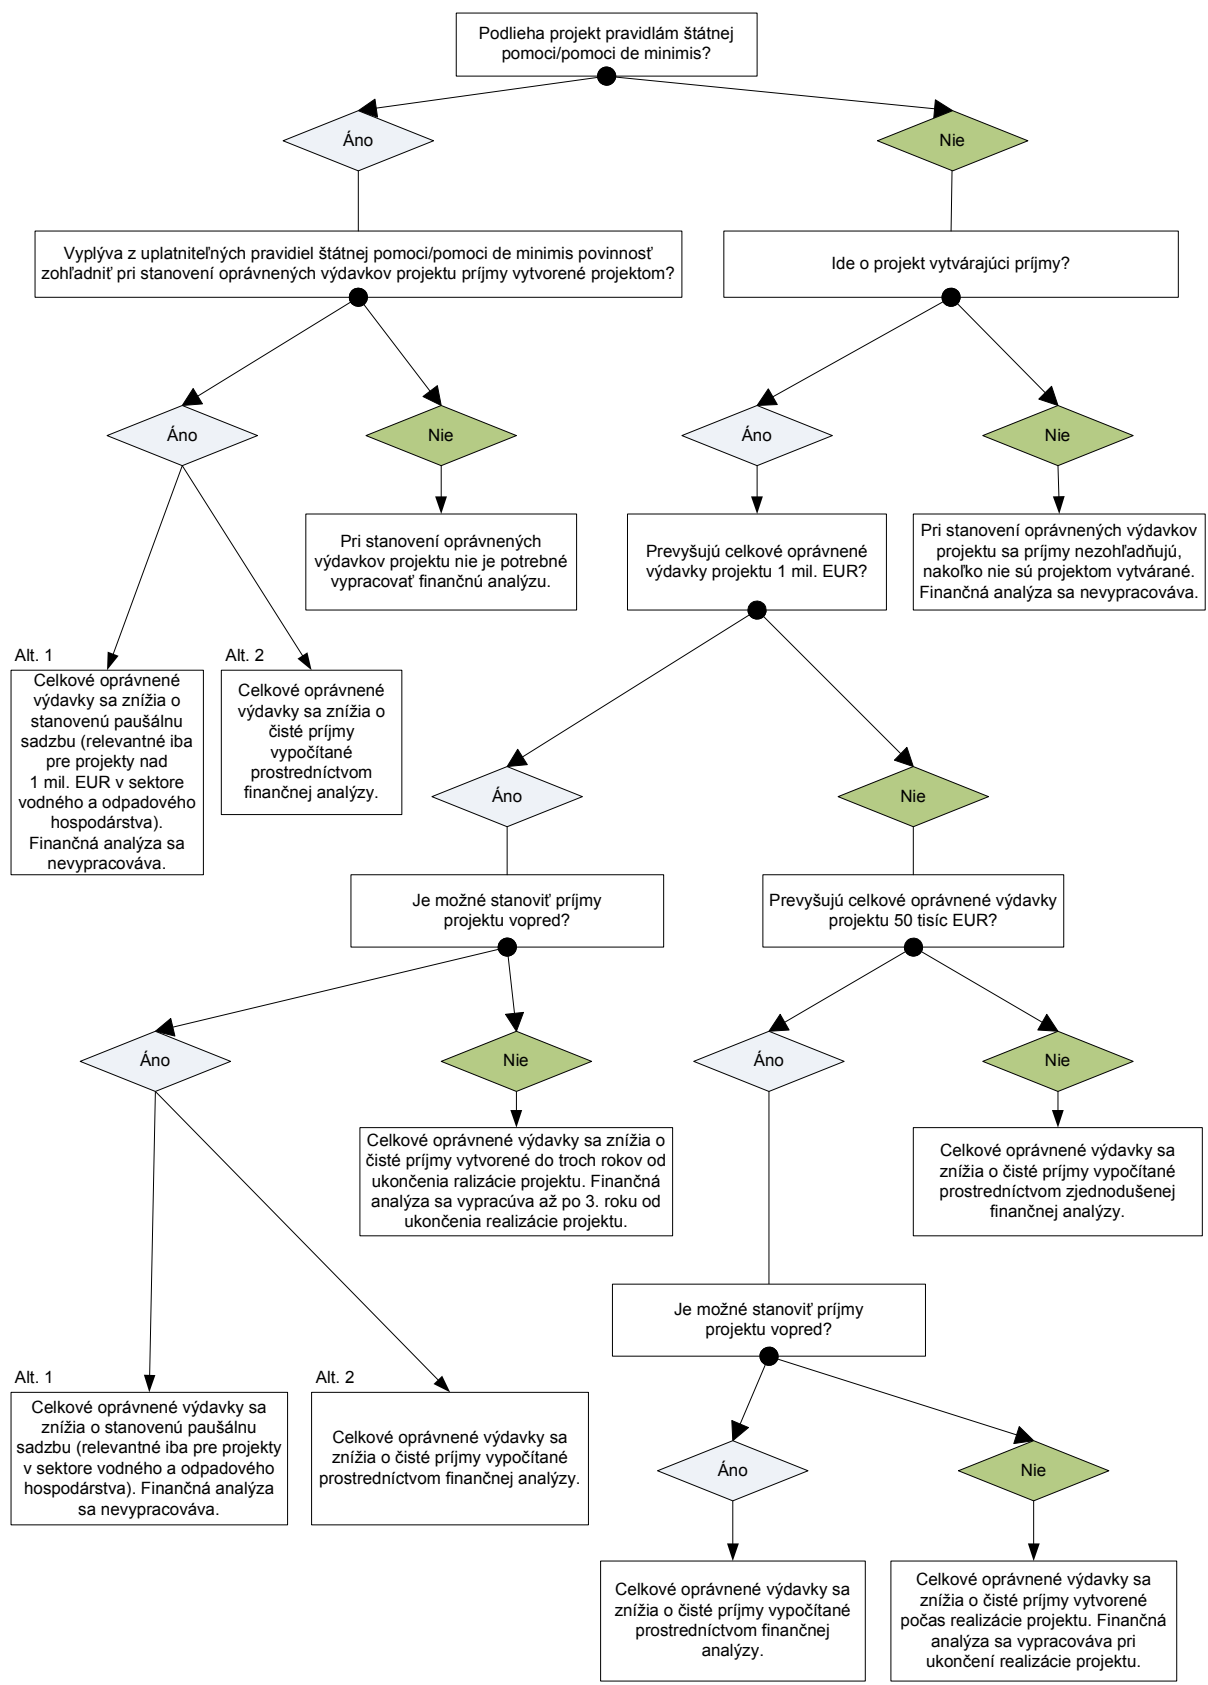 Podlieha projekt pravidlám štátnej
pomoci/pomoci de minimis?
Áno
Nie
Vyplýva z uplatniteľných pravidiel štátnej pomoci/pomoci de minimis povinnosť
zohľadniť pri stanovení oprávnených výdavkov projektu príjmy vytvorené projektom?
Ide o projekt vytvárajúci príjmy?
Áno
Nie
Áno
Nie
Pri stanovení oprávnených
výdavkov projektu nie je potrebné
vypracovať finančnú analýzu.
Prevyšujú celkové oprávnené
výdavky projektu 1 mil. EUR?
Pri stanovení oprávnených výdavkov
projektu sa príjmy nezohľadňujú,
nakoľko nie sú projektom vytvárané.
Finančná analýza sa nevypracováva.
Alt. 1
Celkové oprávnené
výdavky sa znížia o
stanovenú paušálnu
sadzbu (relevantné iba
pre projekty nad
1 mil. EUR v sektore
vodného a odpadového
hospodárstva).
Finančná analýza sa
nevypracováva.
Alt. 2
Celkové oprávnené
výdavky sa znížia o
čisté príjmy
vypočítané
prostredníctvom
finančnej analýzy.
Áno
Nie
Je možné stanoviť príjmy
projektu vopred?
Prevyšujú celkové oprávnené výdavky
projektu 50 tisíc EUR?
Áno
Nie
Áno
Nie
Celkové oprávnené výdavky sa znížia o
čisté príjmy vytvorené do troch rokov od
ukončenia ralizácie projektu. Finančná
analýza sa vypracúva až po 3. roku od
ukončenia realizácie projektu.
Celkové oprávnené výdavky sa
znížia o čisté príjmy vypočítané
prostredníctvom zjednodušenej
finančnej analýzy.
Je možné stanoviť príjmy
projektu vopred?
Alt. 1
Celkové oprávnené výdavky sa
znížia o stanovenú paušálnu
sadzbu (relevantné iba pre projekty
v sektore vodného a odpadového
hospodárstva). Finančná analýza
sa nevypracováva.
Alt. 2
Celkové oprávnené výdavky sa
znížia o čisté príjmy vypočítané
prostredníctvom finančnej analýzy.
Áno
Nie
Celkové oprávnené výdavky sa
znížia o čisté príjmy vypočítané
prostredníctvom finančnej
analýzy.
Celkové oprávnené výdavky sa
znížia o čisté príjmy vytvorené
počas realizácie projektu. Finančná
analýza sa vypracováva pri
ukončení realizácie projektu.